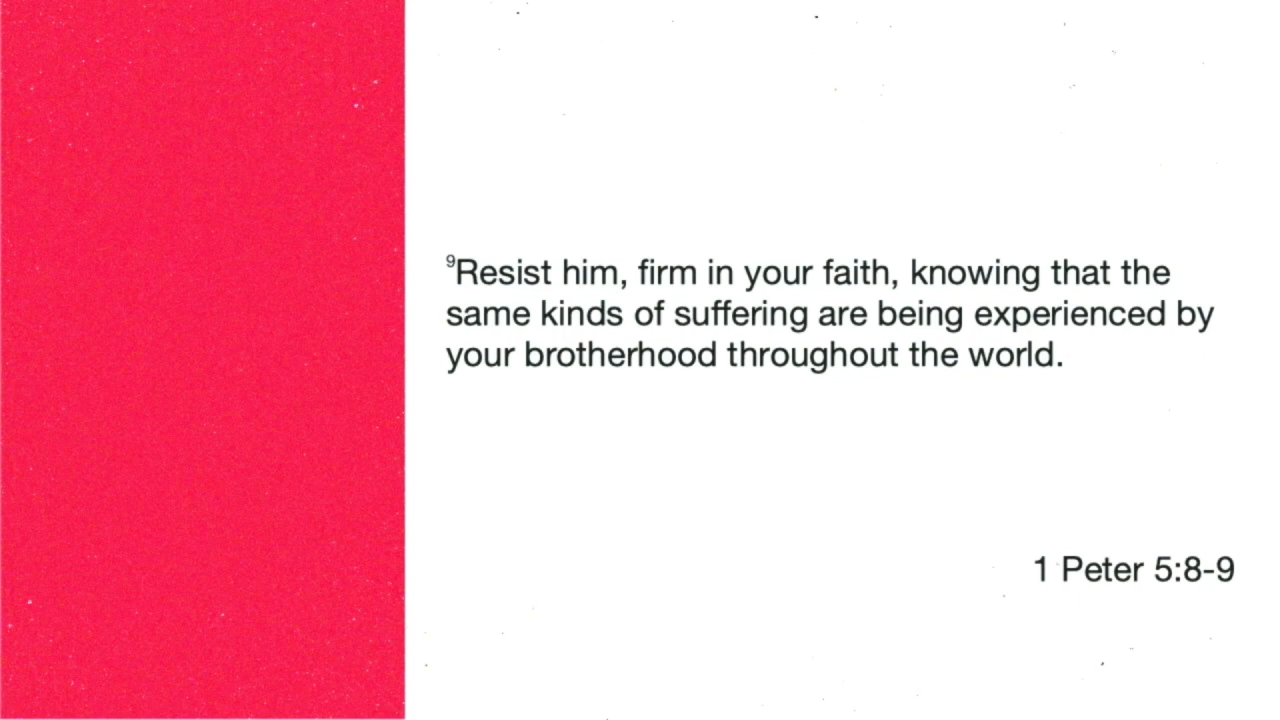 ⁹Resist him, firm in your faith, knowing that the
same kinds of suffering are being experienced by
your brotherhood throughout the world.
1 Peter 5:8-9